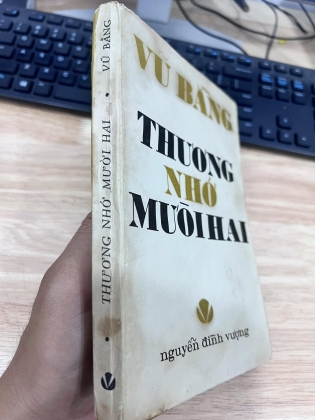 VŨ BẰNG
THƯƠNG
NHỚ
MƯỜI HAI
nguyễn đình vượng
THƯƠNG NHỚ MƯỜI HAI • VŨ BẰNG